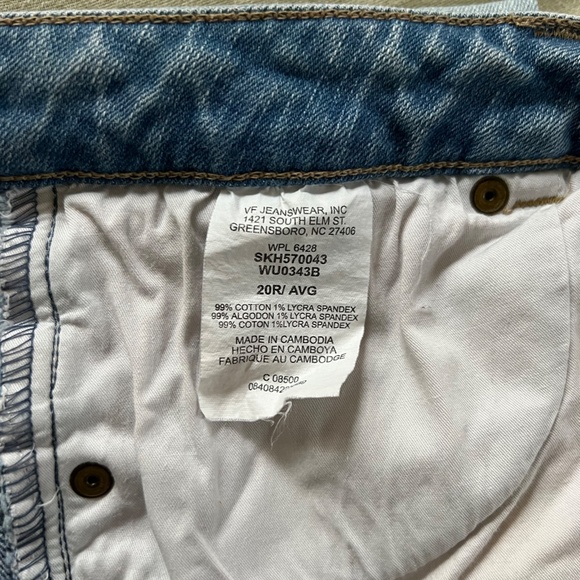 VF JEANSWEAR, INC
1421 SOUTH ELM ST.
GREENSBORO, NC 27406
WPL 6428
SKH570043
WU0343B
20R/ AVG
99% COTTON 1% LYCRA SPANDEX
99% ALGODON 1% LYCRA SPANDEX
99% COTON 1%LYCRA SPANDEX
MADE IN CAMBODIA
HECHO EN CAMBOYA
FABRIQUE AU CAMBODGE
C 08500